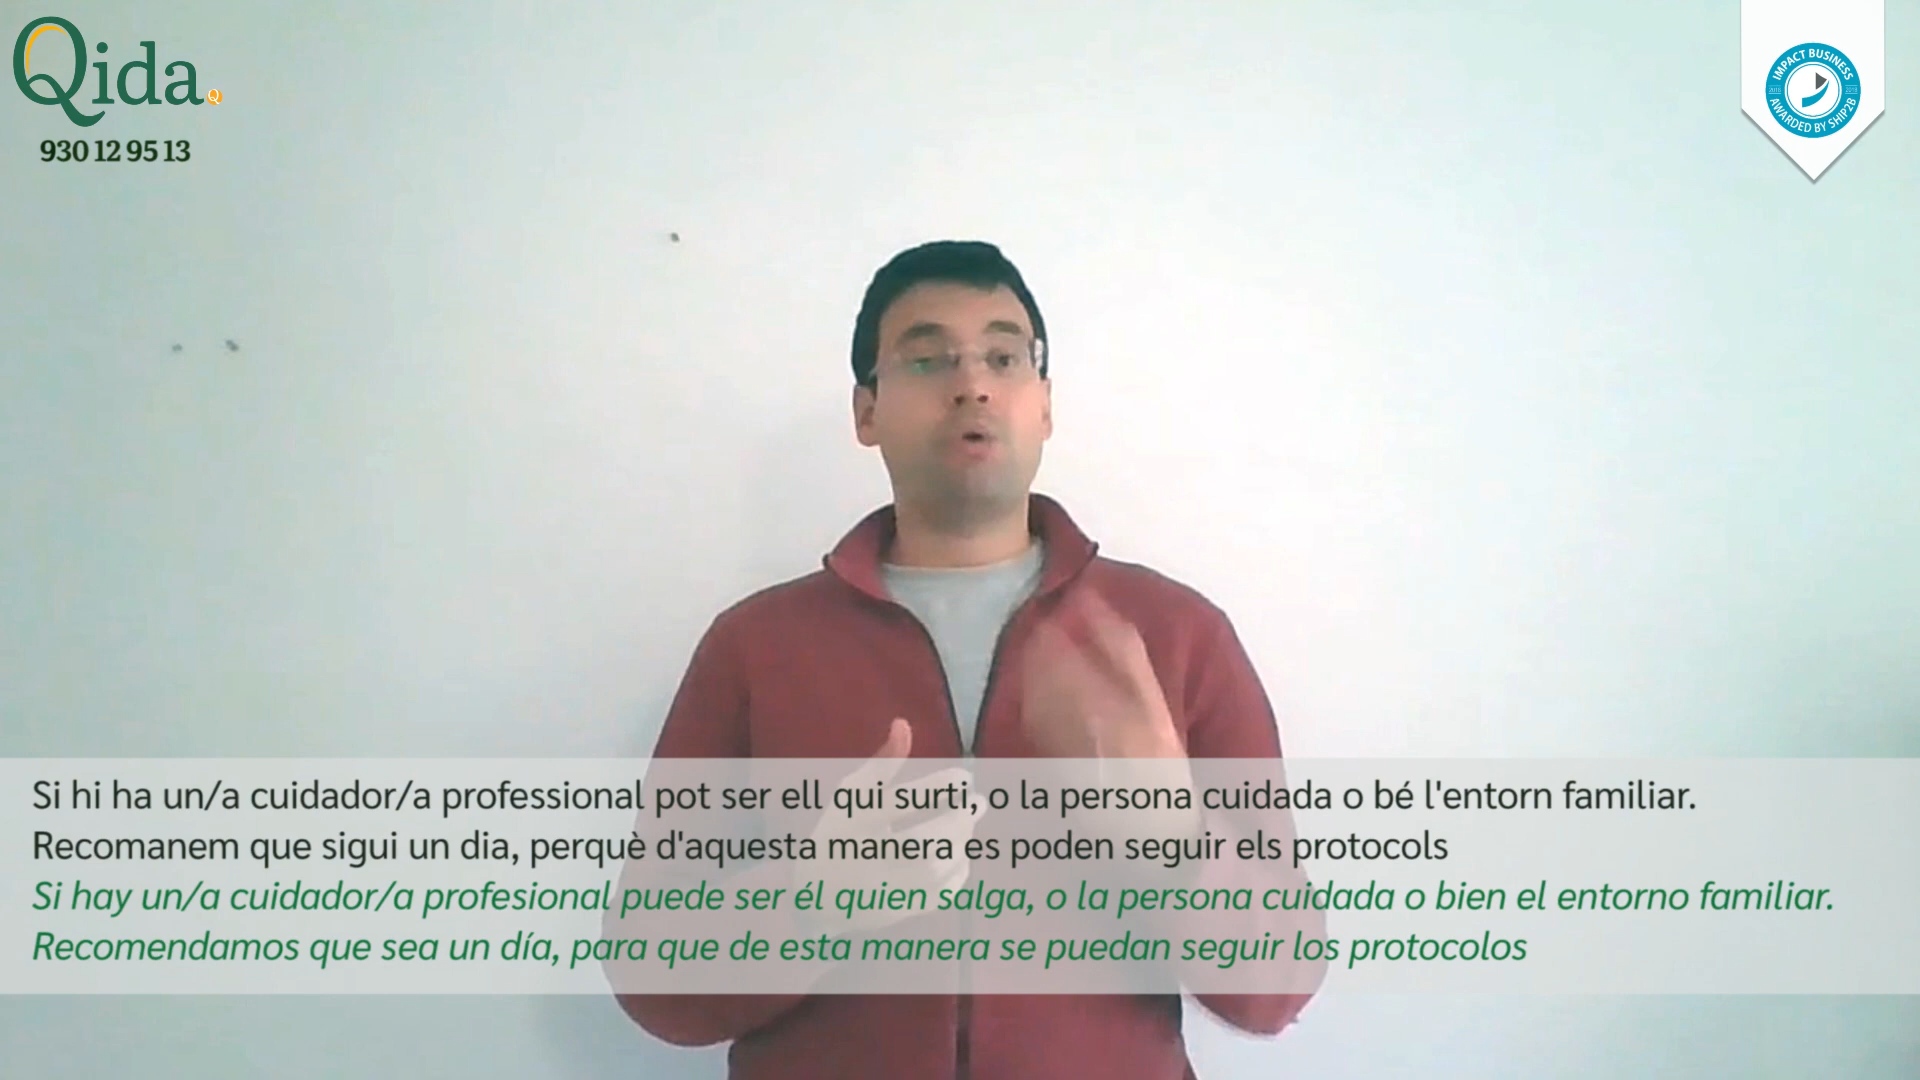 Qida
Q
930 12 95 13
IMPACT BUSINESS
AWARDED BY SHIP2B
Si hi ha un/a cuidador/a professional pot ser ell qui surti, o la persona cuidada o bé l'entorn familiar.
Recomanem que sigui un dia, perquè d'aquesta manera es poden seguir els protocols
Si hay un/a cuidador/a profesional puede ser él quien salga, o la persona cuidada o bien el entorno familiar.
Recomendamos que sea un día, para que de esta manera se puedan seguir los protocolos